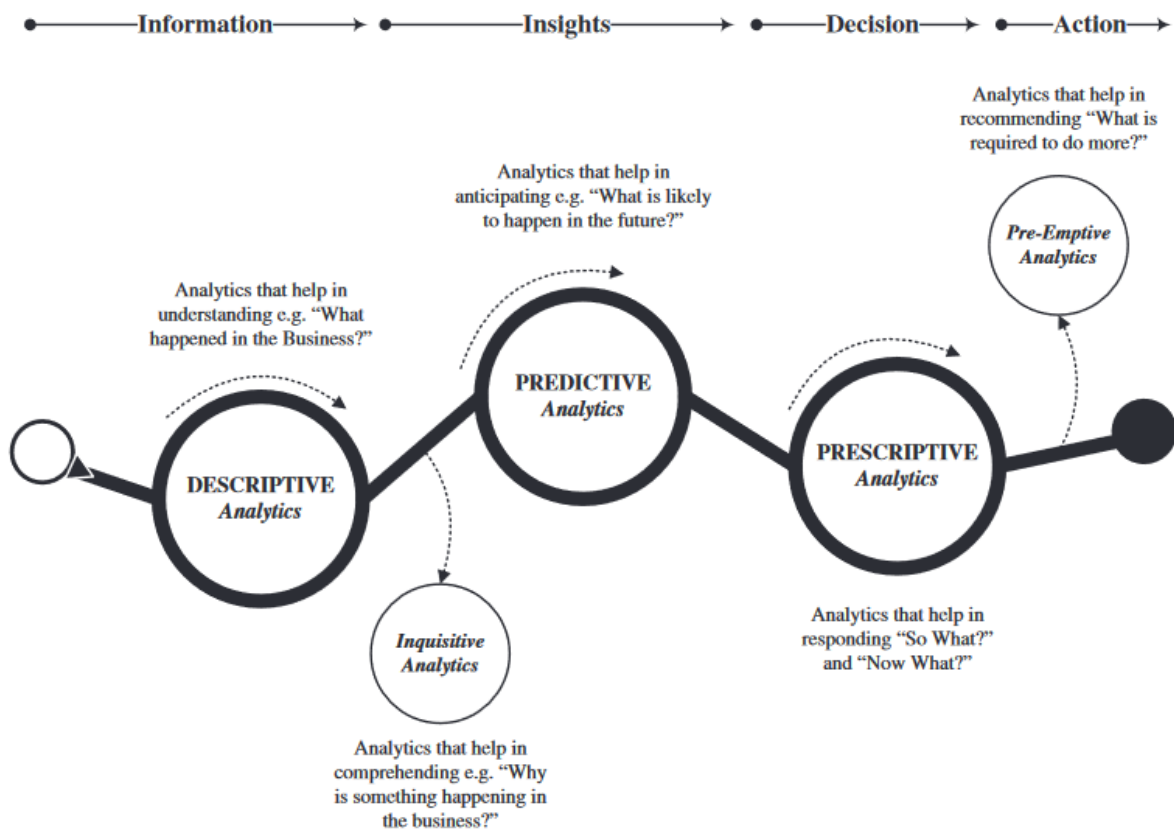 Information
Insights
Decision
Action
Analytics that help in
recommending “What is
required to do more?”
Pre-Emptive
Analytics
Analytics that help in
anticipating e.g. “What is likely
to happen in the future?”
Analytics that help in
understanding e.g. “What
happened in the Business?”
PREDICTIVE
Analytics
PRESCRIPTIVE
Analytics
DESCRIPTIVE
Analytics
Inquisitive
Analytics
Analytics that help in
responding “So What?”
and “Now What?”
Analytics that help in
comprehending e.g. “Why
is something happening in
the business?”